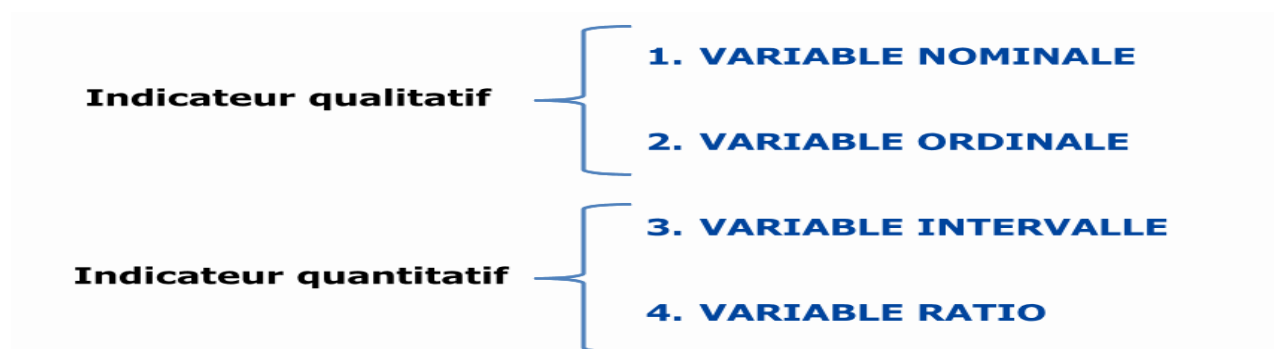 1. VARIABLE NOMINALE
Indicateur qualitatif
2. VARIABLE ORDINALE
3. VARIABLE INTERVALLE
Indicateur quantitatif
4. VARIABLE RATIO